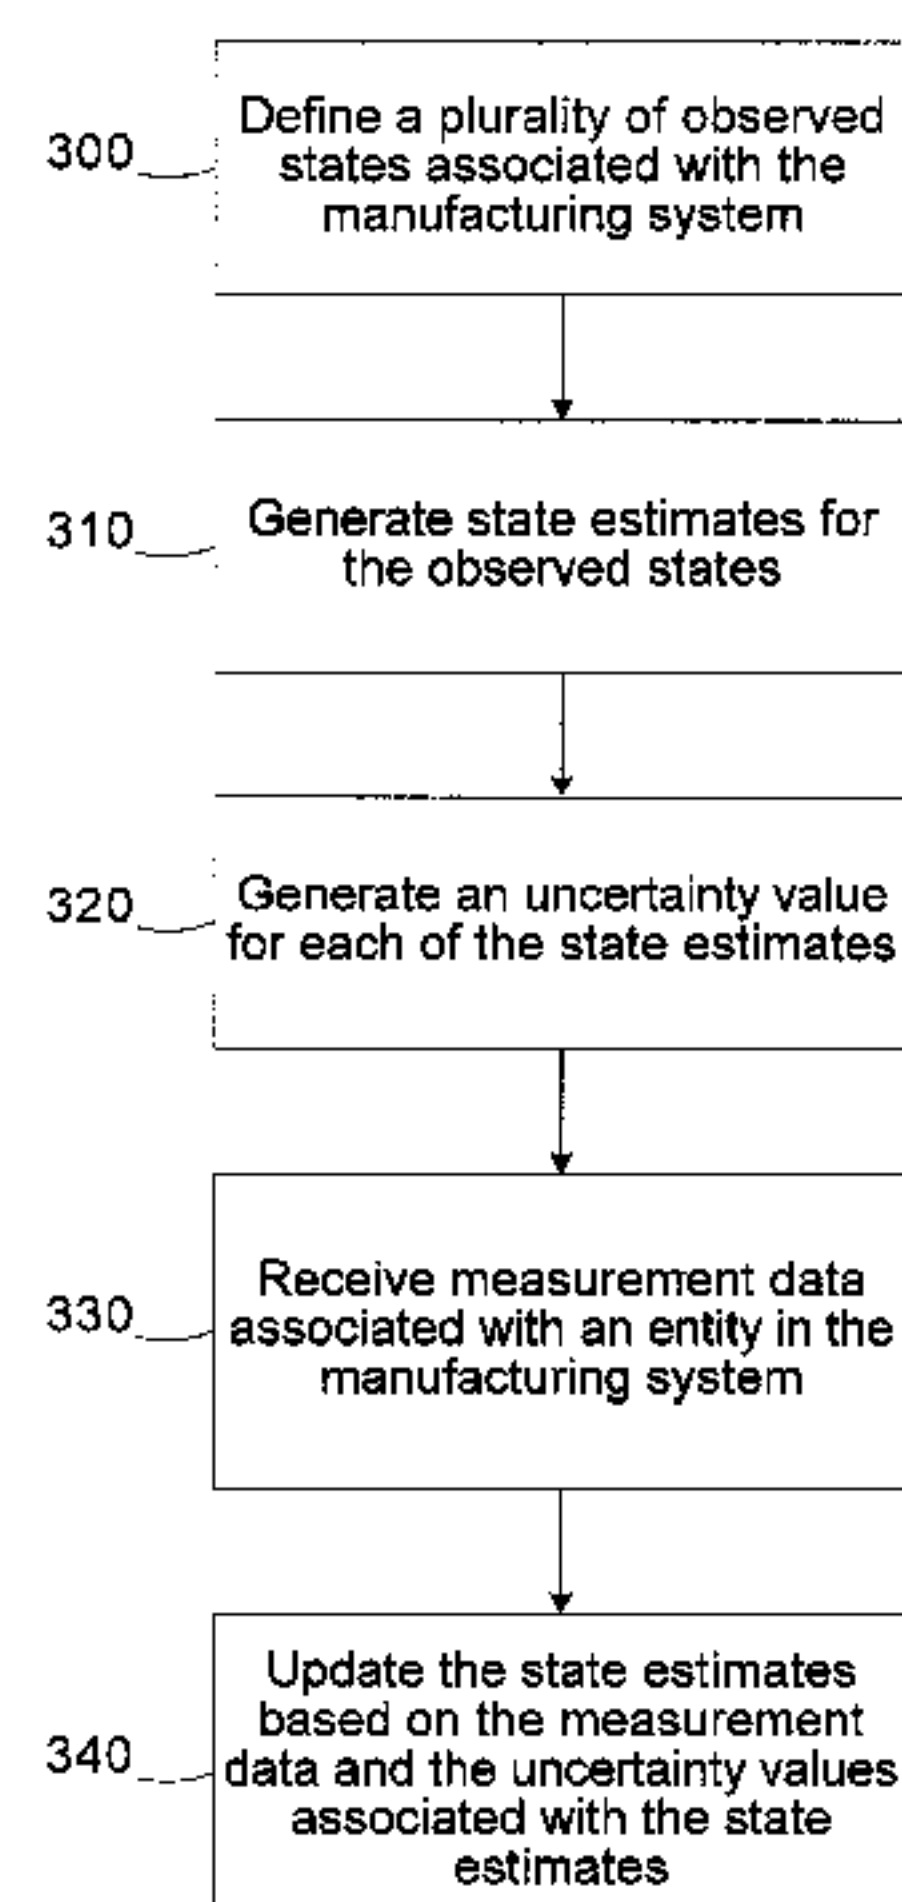 300
Define a plurality of observed
states associated with the
manufacturing system
310
Generate state estimates for
the observed states
320
Generate an uncertainty value
for each of the state estimates
330
Receive measurement data
associated with an entity in the
manufacturing system
340
Update the state estimates
based on the measurement
data and the uncertainty values
associated with the state
estimates